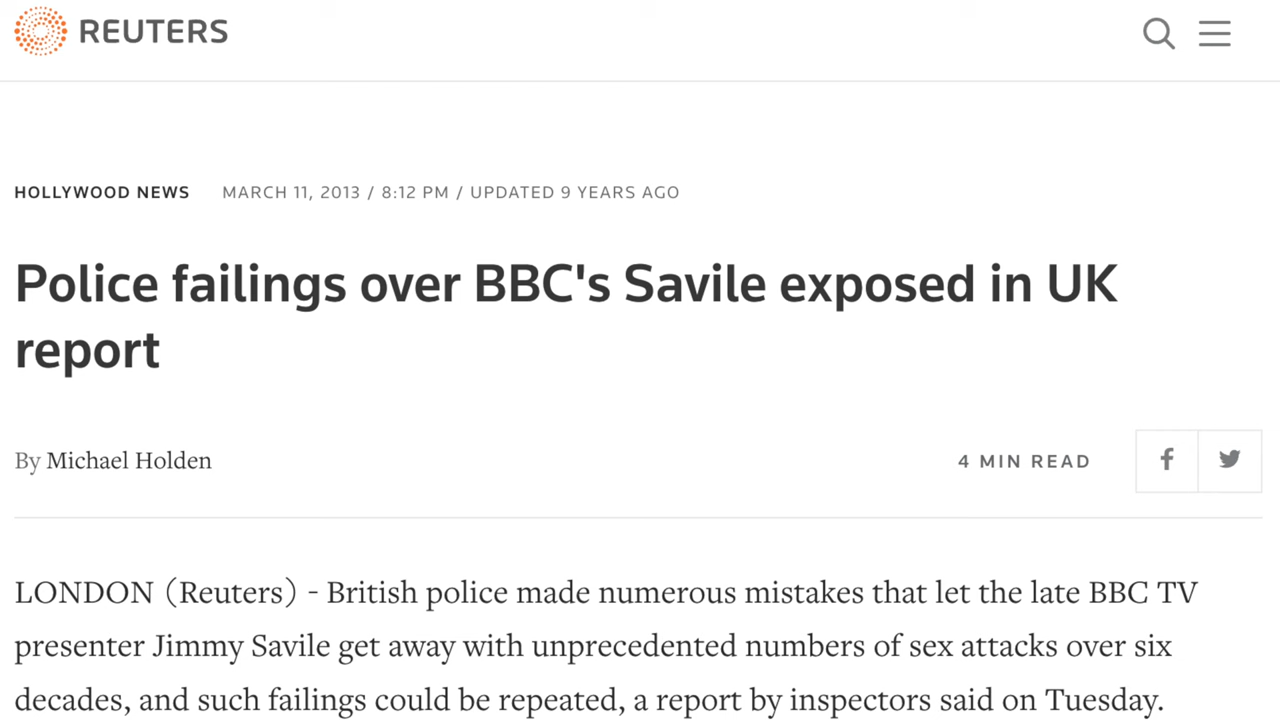 REUTERS
HOLLYWOOD NEWS MARCH 11, 2013 / 8:12 PM / UPDATED 9 YEARS AGO
Police failings over BBC's Savile exposed in UK
report
By Michael Holden
4 MIN READ
LONDON (Reuters) - British police made numerous mistakes that let the late BBC TV
presenter Jimmy Savile get away with unprecedented numbers of sex attacks over six
decades, and such failings could be repeated, a report by inspectors said on Tuesday.